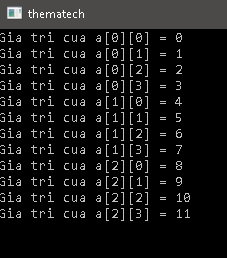 thematech
Gia tri cua a[0][0] = 0
Gia tri cua a[0][1] = 1
Gia tri cua a[0][2] = 2
Gia tri cua a[0][3] = 3
Gia tri cua a[1][0] = 4
Gia tri cua a[1][1] = 5
Gia tri cua a[1][2] = 6
Gia tri cua a[1][3] = 7
Gia tri cua a[2][0] = 8
Gia tri cua a[2][1] = 9
Gia tri cua a[2][2] = 10
Gia tri cua a[2][3] = 11